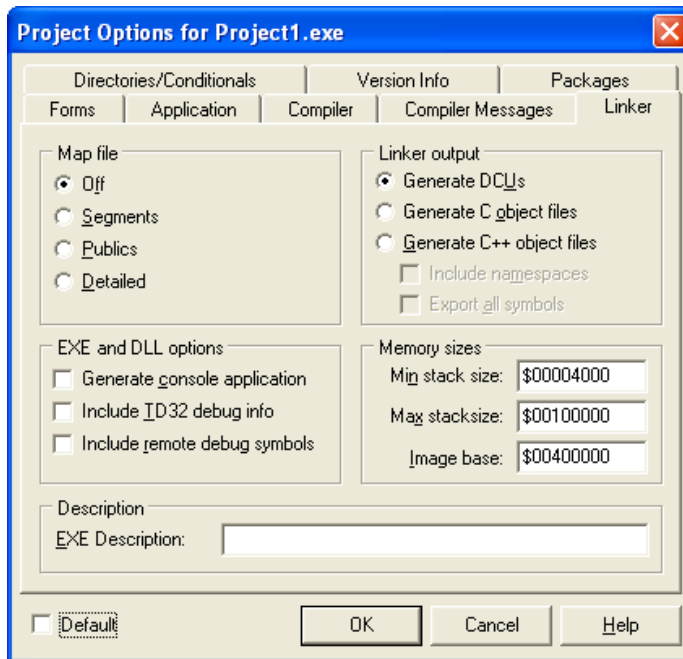 Project Options for Project1.exe
Directories/Conditionals
Version Info
Packages
Forms
Application
Compiler
Compiler Messages
Linker
Map file
Off
Segments
Publics
Detailed
Linker output
Generate DCUs
Generate C object files
Generate C++ object files
Include namespaces
Export all symbols
EXE and DLL options
Generate console application
Include TD32 debug info
Include remote debug symbols
Memory sizes
Min stack size: $00004000
Max stacksize: $00100000
Image base: $00400000
Description
EXE Description:
Default
OK
Cancel
Help